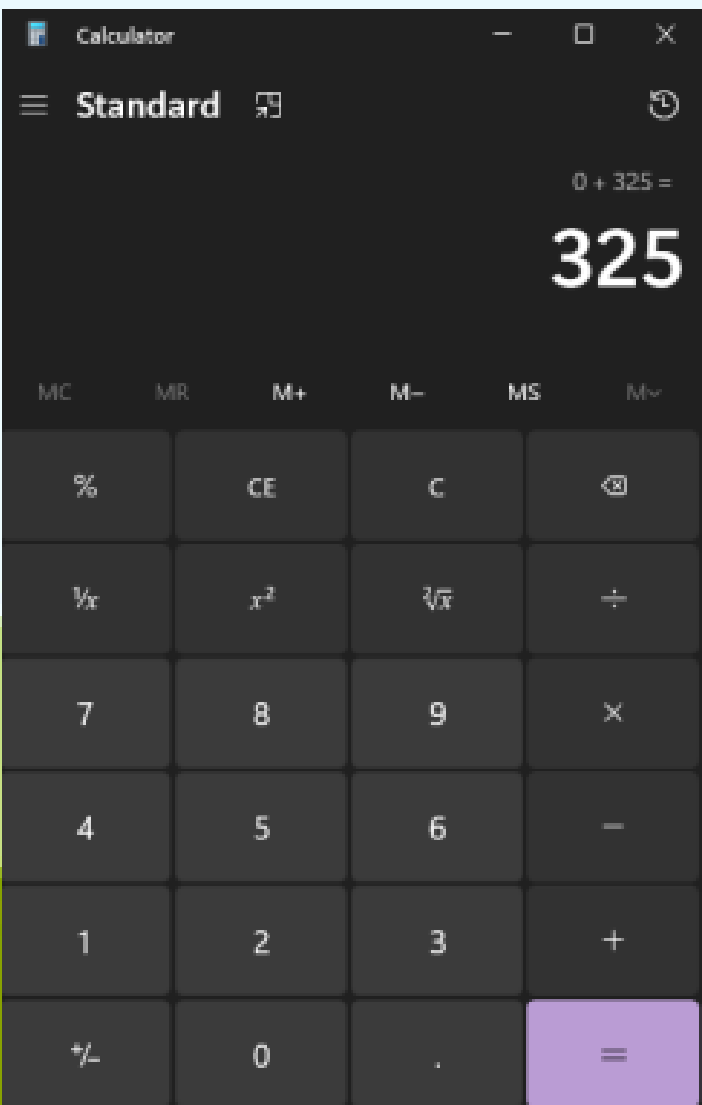 Calculator
Standard
0 + 325 =
325
MC MR M+ M− MS M
% CE C
¹/x x² ²√x ÷
7 8 9 ×
4 5 6 −
1 2 3 +
+/− 0 . =